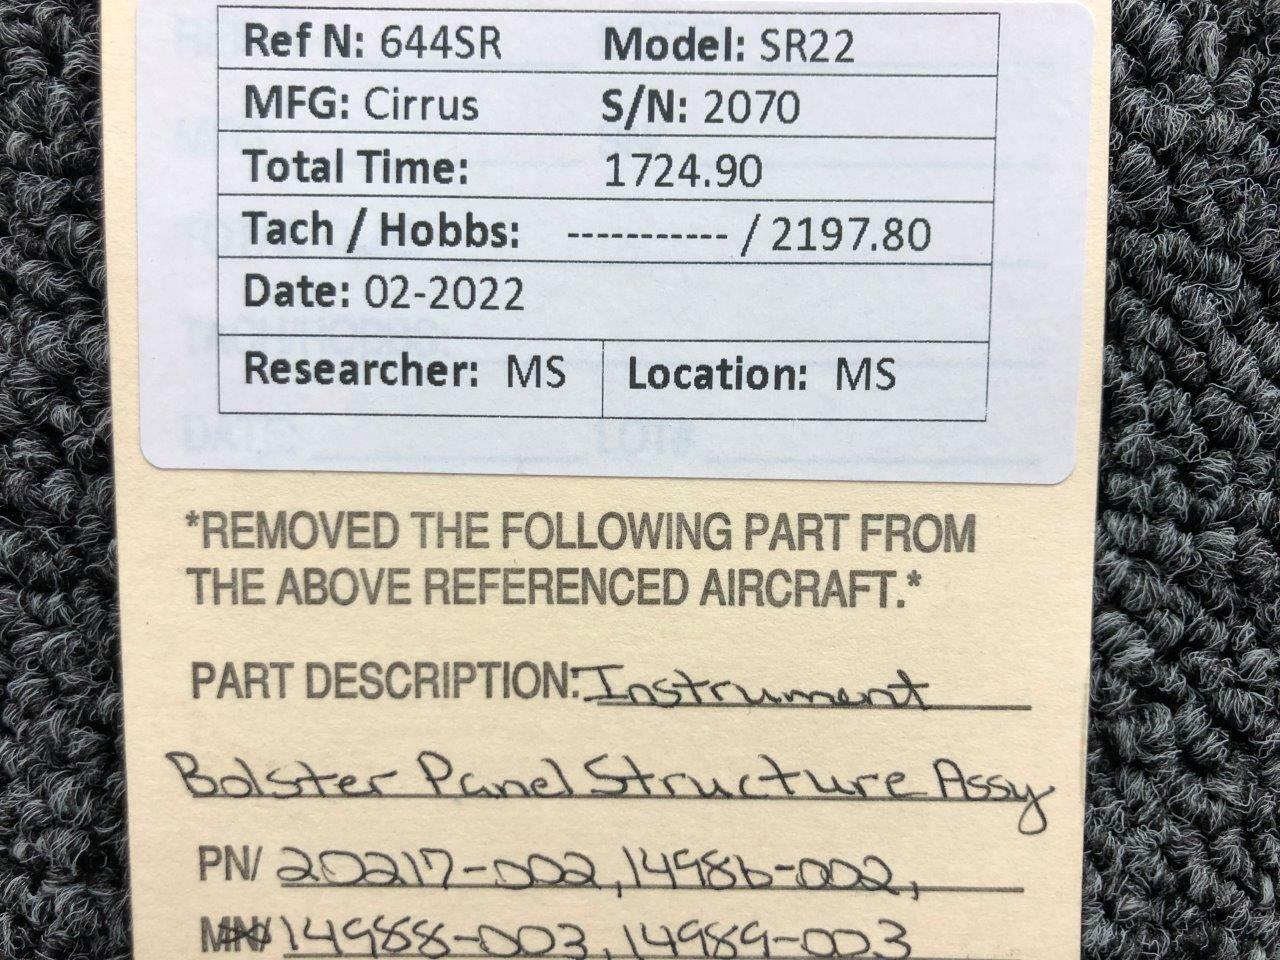 Ref N: 644SR Model: SR22
MFG: Cirrus S/N: 2070
Total Time: 1724.90
Tach / Hobbs: ----------- / 2197.80
Date: 02-2022
Researcher: MS Location: MS
*REMOVED THE FOLLOWING PART FROM
THE ABOVE REFERENCED AIRCRAFT.*
PART DESCRIPTION: Instrument
Bolster Panel Structure Assy
PN/ 20217-002, 14986-002,
MN/ 14988-003, 14989-003